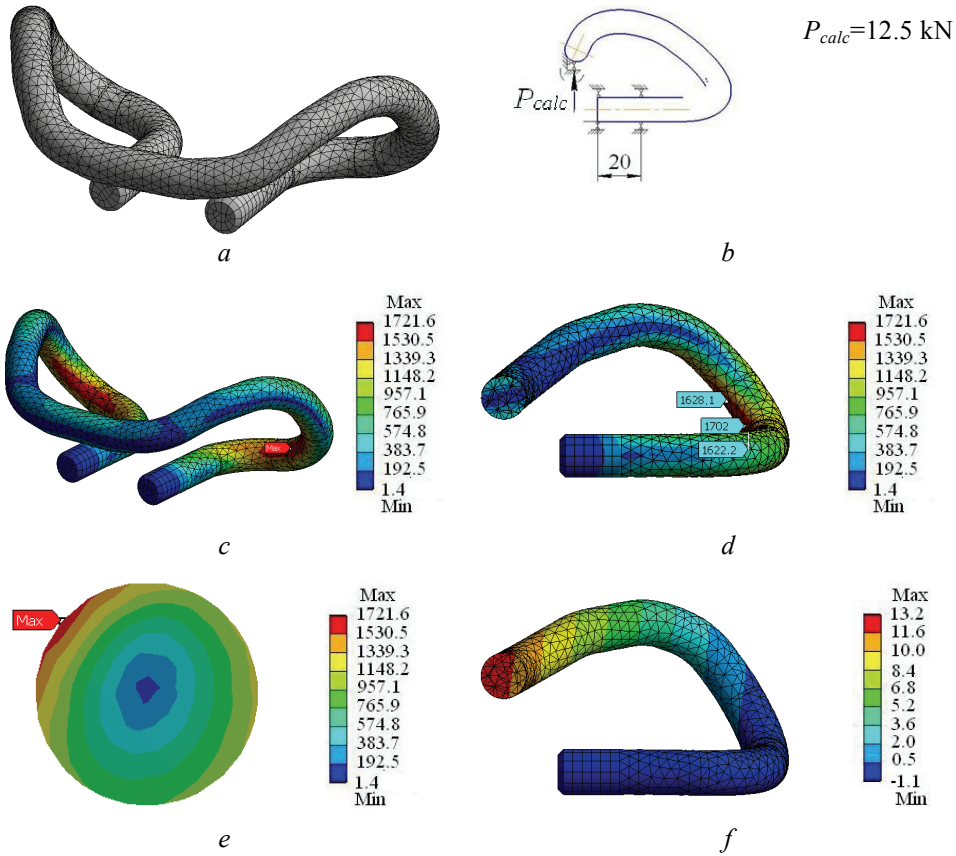 P_calc=12.5 kN
P_calc
20
a
b
Max
1721.6
1530.5
1339.3
1148.2
957.1
765.9
574.8
383.7
192.5
1.4
Min
Max
c
Max
1721.6
1530.5
1339.3
1148.2
957.1
765.9
574.8
383.7
192.5
1.4
Min
1628.1
1702
1622.2
d
Max
Max
1721.6
1530.5
1339.3
1148.2
957.1
765.9
574.8
383.7
192.5
1.4
Min
e
Max
13.2
11.6
10.0
8.4
6.8
5.2
3.6
2.0
0.5
-1.1
Min
f